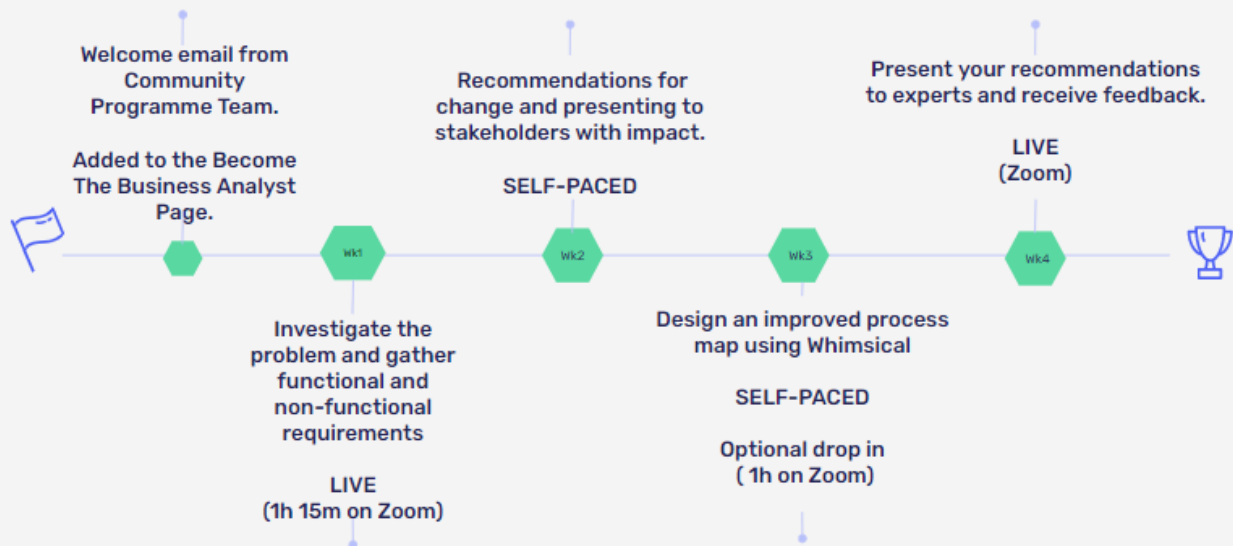 Welcome email from
Community
Programme Team.
Added to the Become
The Business Analyst
Page.
Wk1
Investigate the
problem and gather
functional and
non-functional
requirements
LIVE
(1h 15m on Zoom)
Recommendations for
change and presenting to
stakeholders with impact.
SELF-PACED
Wk2
Wk3
Design an improved process
map using Whimsical
SELF-PACED
Optional drop in
( 1h on Zoom)
Present your recommendations
to experts and receive feedback.
LIVE
(Zoom)
Wk4